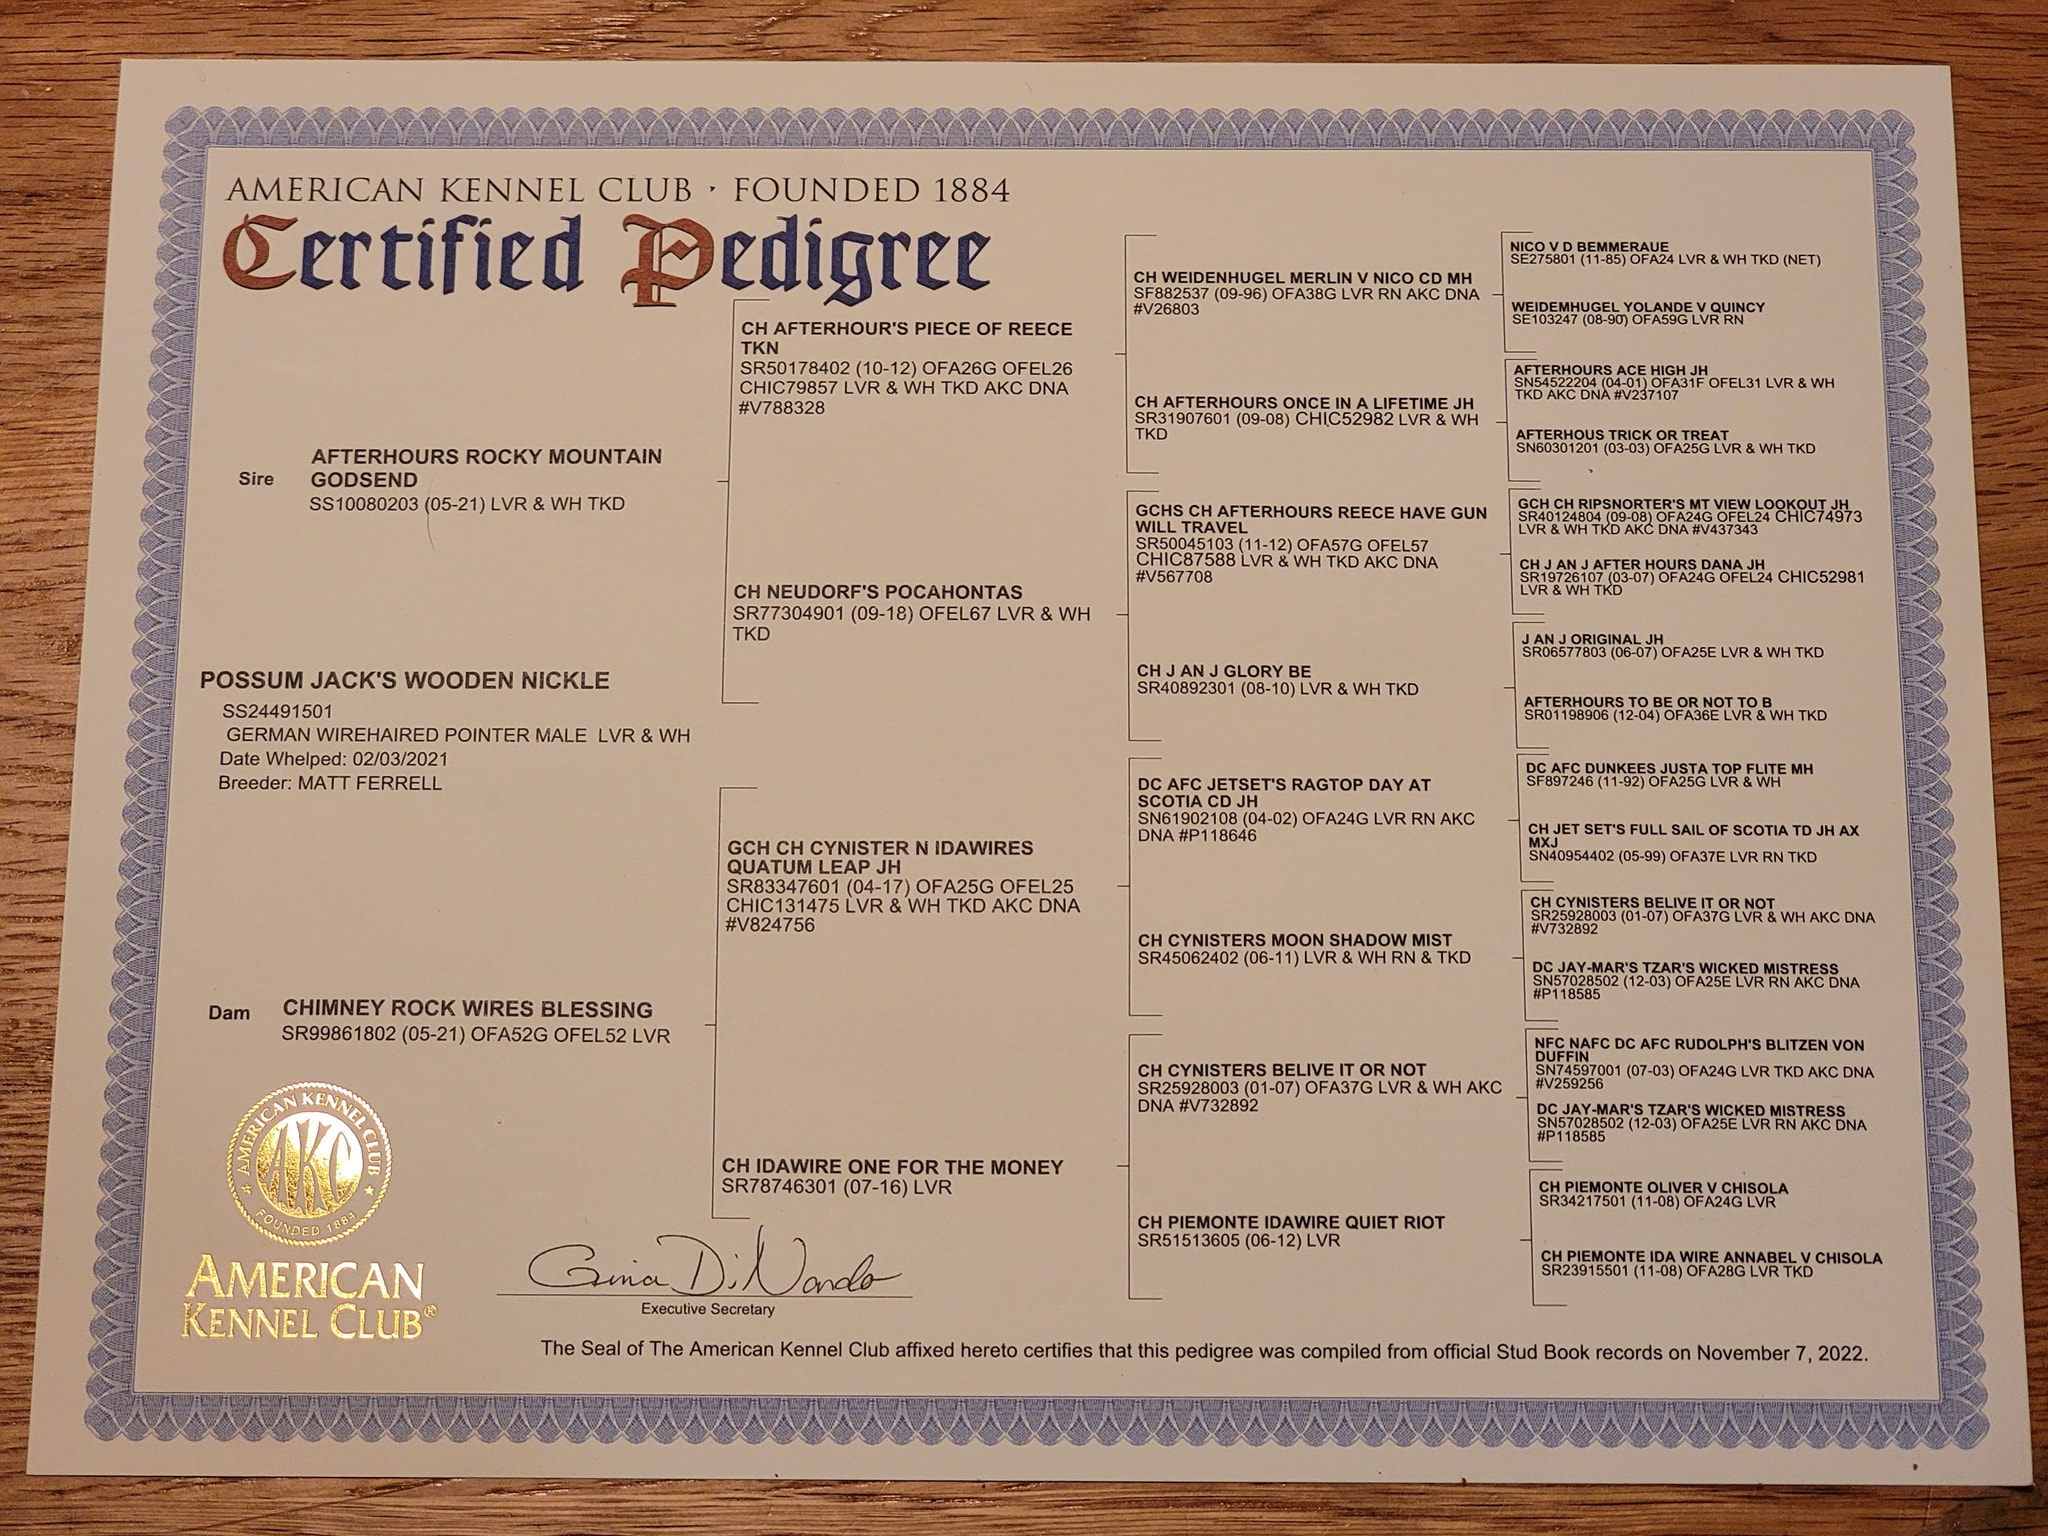 AMERICAN KENNEL CLUB · FOUNDED 1884
Certified Pedigree
Sire
AFTERHOURS ROCKY MOUNTAIN
GODSEND
SS10080203 (05-21) LVR & WH TKD
POSSUM JACK'S WOODEN NICKLE
SS24491501
GERMAN WIREHAIRED POINTER MALE LVR & WH
Date Whelped: 02/03/2021
Breeder: MATT FERRELL
Dam
CHIMNEY ROCK WIRES BLESSING
SR99861802 (05-21) OFA52G OFEL52 LVR
CH AFTERHOUR'S PIECE OF REECE
TKN
SR50178402 (10-12) OFA26G OFEL26
CHIC79857 LVR & WH TKD AKC DNA
#V788328
CH NEUDORF'S POCAHONTAS
SR77304901 (09-18) OFEL67 LVR & WH
TKD
GCH CH CYNISTER N IDAWIRES
QUATUM LEAP JH
SR83347601 (04-17) OFA25G OFEL25
CHIC131475 LVR & WH TKD AKC DNA
#V824756
CH IDAWIRE ONE FOR THE MONEY
SR78746301 (07-16) LVR
CH WEIDENHUGEL MERLIN V NICO CD MH
SF882537 (09-96) OFA38G LVR RN AKC DNA
#V26803
CH AFTERHOURS ONCE IN A LIFETIME JH
SR31907601 (09-08) CHIC52982 LVR & WH
TKD
GCHS CH AFTERHOURS REECE HAVE GUN
WILL TRAVEL
SR50045103 (11-12) OFA57G OFEL57
CHIC87588 LVR & WH TKD AKC DNA
#V567708
CH J AN J GLORY BE
SR40892301 (08-10) LVR & WH TKD
DC AFC JETSET'S RAGTOP DAY AT
SCOTIA CD JH
SN61902108 (04-02) OFA24G LVR RN AKC
DNA #P118646
CH CYNISTERS MOON SHADOW MIST
SR45062402 (06-11) LVR & WH RN & TKD
CH CYNISTERS BELIVE IT OR NOT
SR25928003 (01-07) OFA37G LVR & WH AKC
DNA #V732892
CH PIEMONTE IDAWIRE QUIET RIOT
SR51513605 (06-12) LVR
NICO V D BEMMERAUE
SE275801 (11-85) OFA24 LVR & WH TKD (NET)
WEIDEMHUGEL YOLANDE V QUINCY
SE103247 (08-90) OFA59G LVR RN
AFTERHOURS ACE HIGH JH
SN54522204 (04-01) OFA31F OFEL31 LVR & WH
TKD AKC DNA #V237107
AFTERHOUS TRICK OR TREAT
SN60301201 (03-03) OFA25G LVR & WH TKD
GCH CH RIPSNORTER'S MT VIEW LOOKOUT JH
SR40124804 (09-08) OFA24G OFEL24 CHIC74973
LVR & WH TKD AKC DNA #V437343
CH J AN J AFTER HOURS DANA JH
SR19726107 (03-07) OFA24G OFEL24 CHIC52981
LVR & WH TKD
J AN J ORIGINAL JH
SR06577803 (06-07) OFA25E LVR & WH TKD
AFTERHOURS TO BE OR NOT TO B
SR01198906 (12-04) OFA36E LVR & WH TKD
DC AFC DUNKEES JUSTA TOP FLITE MH
SF897246 (11-92) OFA25G LVR & WH
CH JET SET'S FULL SAIL OF SCOTIA TD JH AX
MXJ
SN40954402 (05-99) OFA37E LVR RN TKD
CH CYNISTERS BELIVE IT OR NOT
SR25928003 (01-07) OFA37G LVR & WH AKC DNA
#V732892
DC JAY-MAR'S TZAR'S WICKED MISTRESS
SN57028502 (12-03) OFA25E LVR RN AKC DNA
#P118585
NFC NAFC DC AFC RUDOLPH'S BLITZEN VON
DUFFIN
SN74597001 (07-03) OFA24G LVR TKD AKC DNA
#V259256
DC JAY-MAR'S TZAR'S WICKED MISTRESS
SN57028502 (12-03) OFA25E LVR RN AKC DNA
#P118585
CH PIEMONTE OLIVER V CHISOLA
SR34217501 (11-08) OFA24G LVR
CH PIEMONTE IDA WIRE ANNABEL V CHISOLA
SR23915501 (11-08) OFA28G LVR TKD
AMERICAN KENNEL CLUB
AKC
FOUNDED 1884
AMERICAN
KENNEL CLUB®
Gina DiNardo
Executive Secretary
The Seal of The American Kennel Club affixed hereto certifies that this pedigree was compiled from official Stud Book records on November 7, 2022.